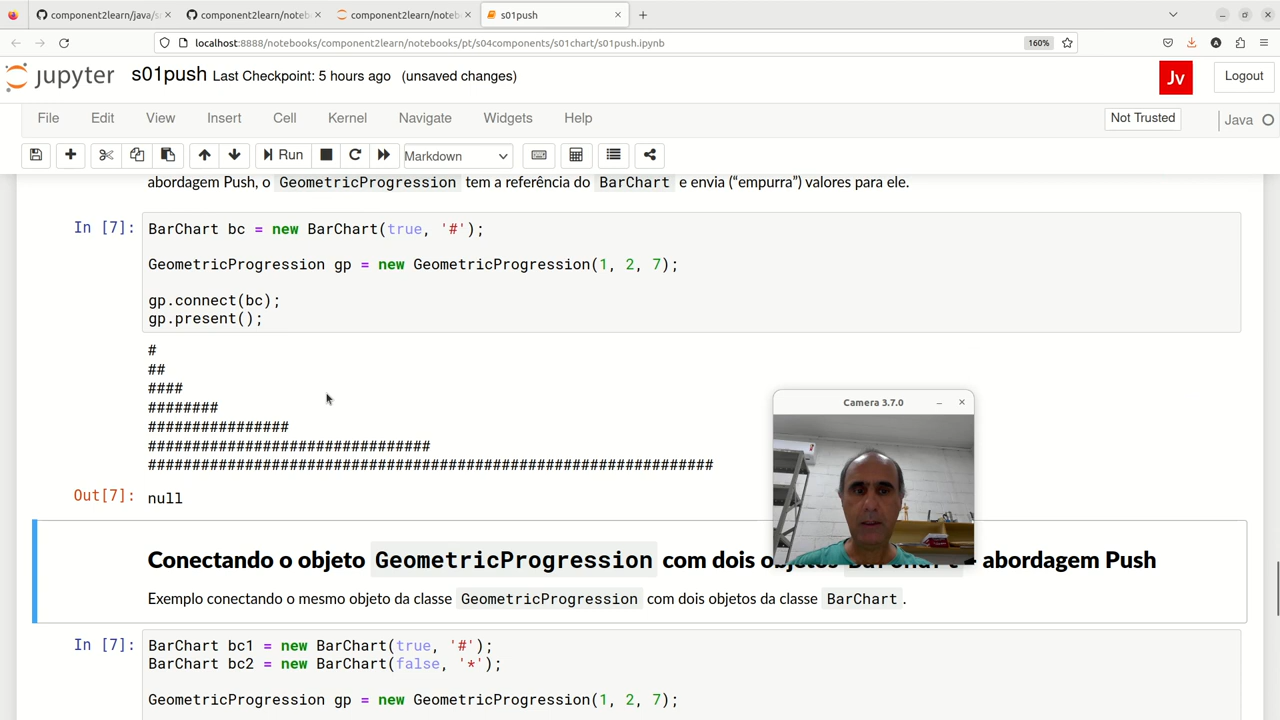 component2learn/java/s
component2learn/noteb
component2learn/noteb
s01push
localhost:8888/notebooks/component2learn/notebooks/pt/s04components/s01chart/s01push.ipynb
160%
jupyter s01push Last Checkpoint: 5 hours ago (unsaved changes)
Jv
Logout
File Edit View Insert Cell Kernel Navigate Widgets Help
Not Trusted
Java
Run
Markdown
abordagem Push, o GeometricProgression tem a referência do BarChart e envia (“empurra”) valores para ele.
In [7]:
BarChart bc = new BarChart(true, '#');
GeometricProgression gp = new GeometricProgression(1, 2, 7);
gp.connect(bc);
gp.present();
#
##
####
########
################
################################
################################################################
Out[7]: null
Camera 3.7.0
Conectando o objeto GeometricProgression com dois objetos BarChart - abordagem Push
Exemplo conectando o mesmo objeto da classe GeometricProgression com dois objetos da classe BarChart.
In [7]:
BarChart bc1 = new BarChart(true, '#');
BarChart bc2 = new BarChart(false, '*');
GeometricProgression gp = new GeometricProgression(1, 2, 7);